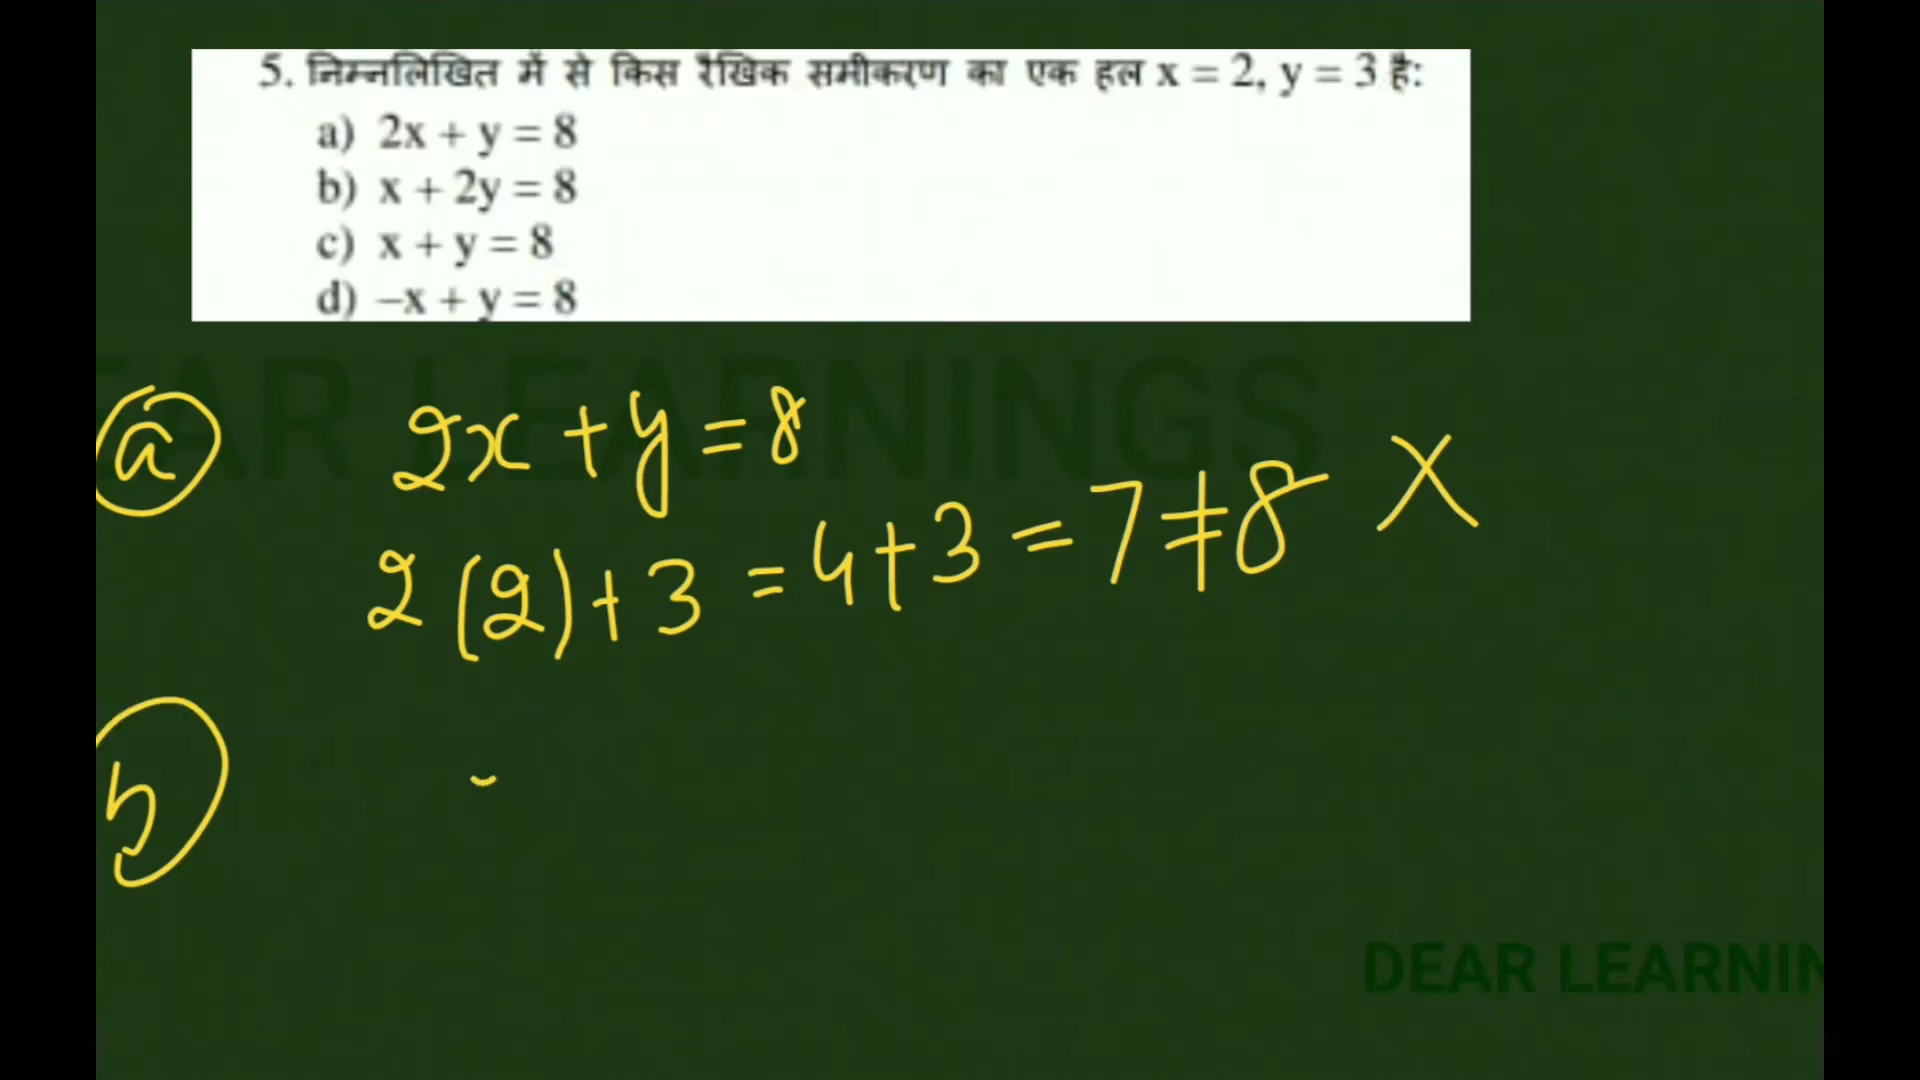 5. निम्नलिखित में से किस रैखिक समीकरण का एक हल x = 2, y = 3 है:
a) 2x + y = 8
b) x + 2y = 8
c) x + y = 8
d) –x + y = 8
EAR LEARNINGS
a 2x + y = 8
2(2)+3 = 4+3 = 7 ≠ 8 X
b
DEAR LEARNIN